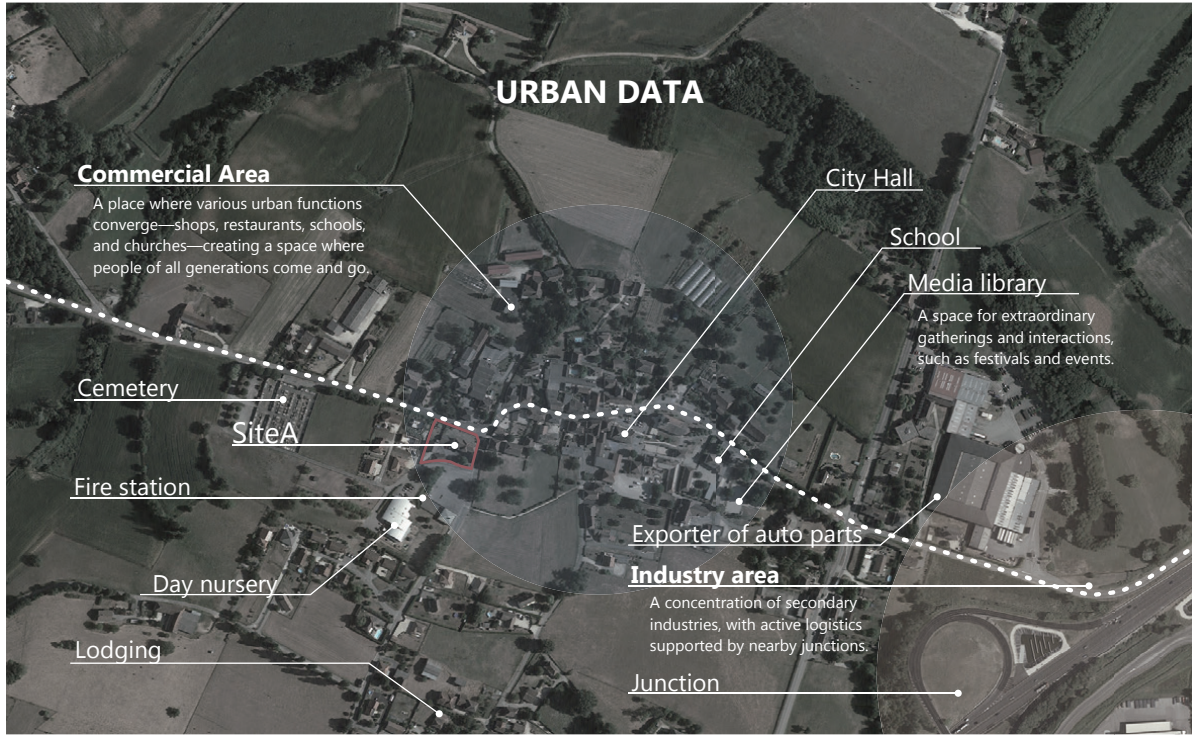 URBAN DATA
Commercial Area
A place where various urban functions
converge—shops, restaurants, schools,
and churches—creating a space where
people of all generations come and go.
City Hall
School
Media library
A space for extraordinary
gatherings and interactions,
such as festivals and events.
Cemetery
SiteA
Fire station
Day nursery
Lodging
Exporter of auto parts
Industry area
A concentration of secondary
industries, with active logistics
supported by nearby junctions.
Junction